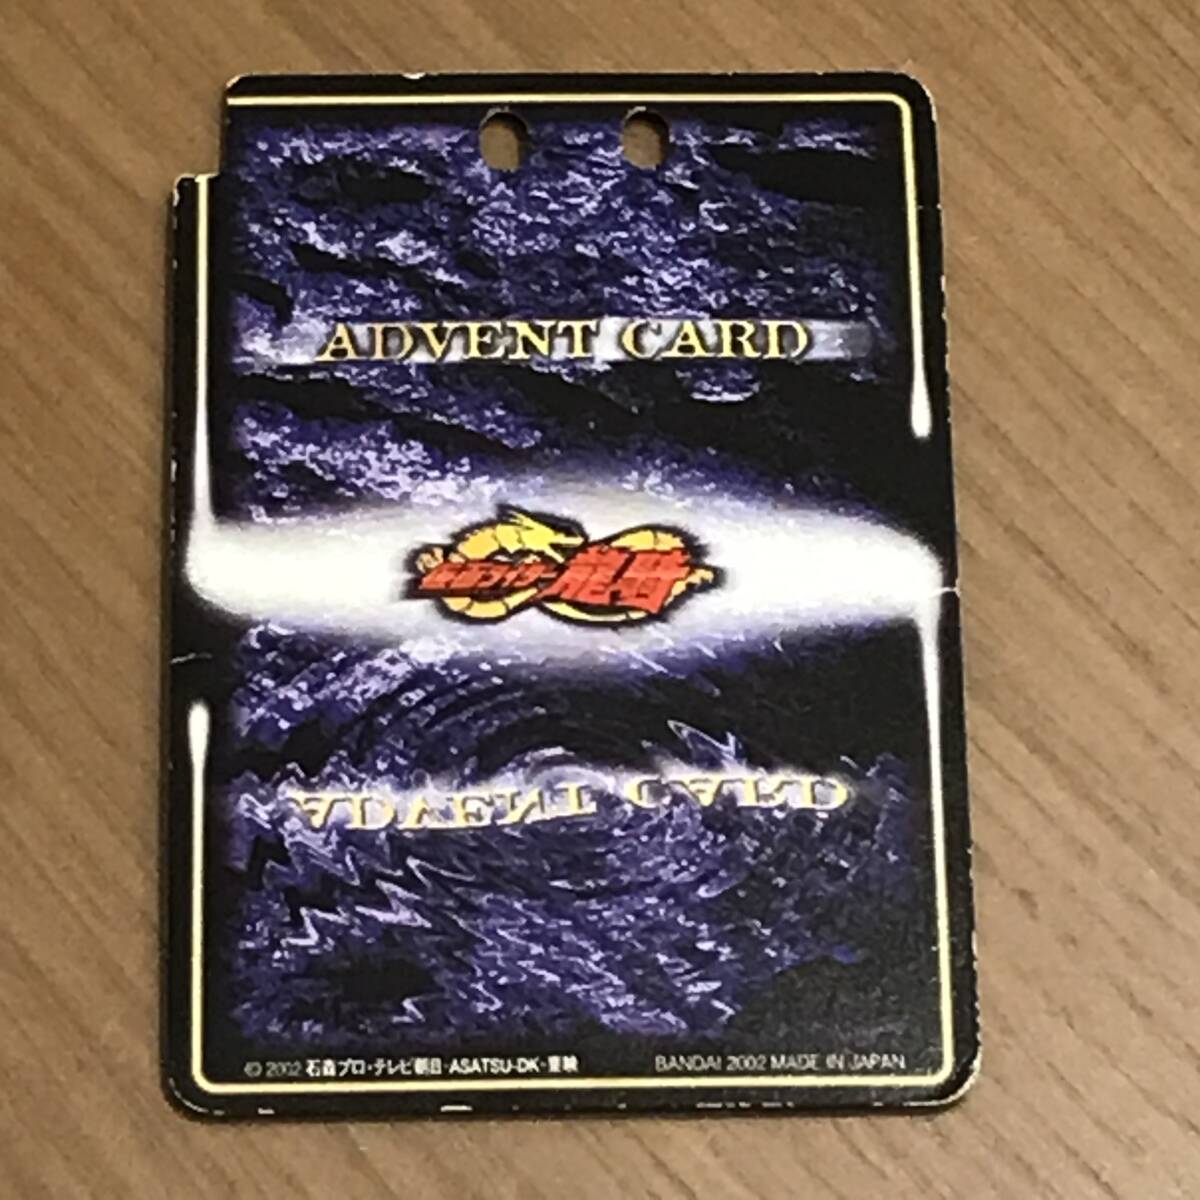 ADVENT CARD
仮面ライダー龍騎
ADVENT CARD
© 2002 石森プロ・テレビ朝日・ASATSU-DK・東映
BANDAI 2002 MADE IN JAPAN